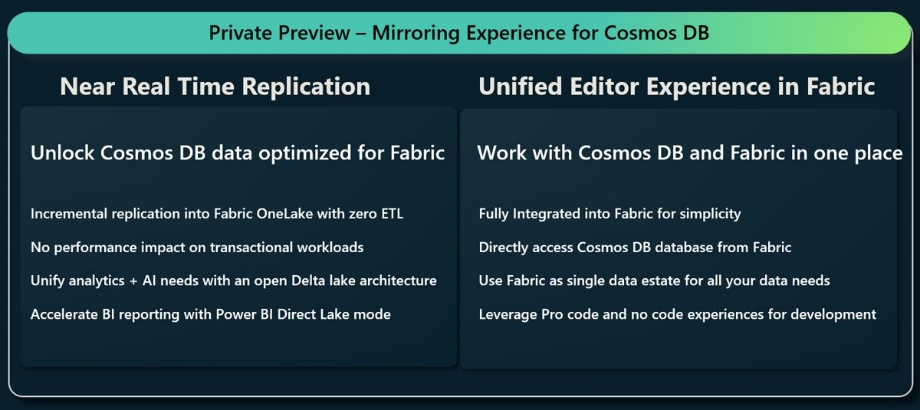 Private Preview – Mirroring Experience for Cosmos DB
Near Real Time Replication
Unlock Cosmos DB data optimized for Fabric
Incremental replication into Fabric OneLake with zero ETL
No performance impact on transactional workloads
Unify analytics + AI needs with an open Delta lake architecture
Accelerate BI reporting with Power BI Direct Lake mode
Unified Editor Experience in Fabric
Work with Cosmos DB and Fabric in one place
Fully Integrated into Fabric for simplicity
Directly access Cosmos DB database from Fabric
Use Fabric as single data estate for all your data needs
Leverage Pro code and no code experiences for development